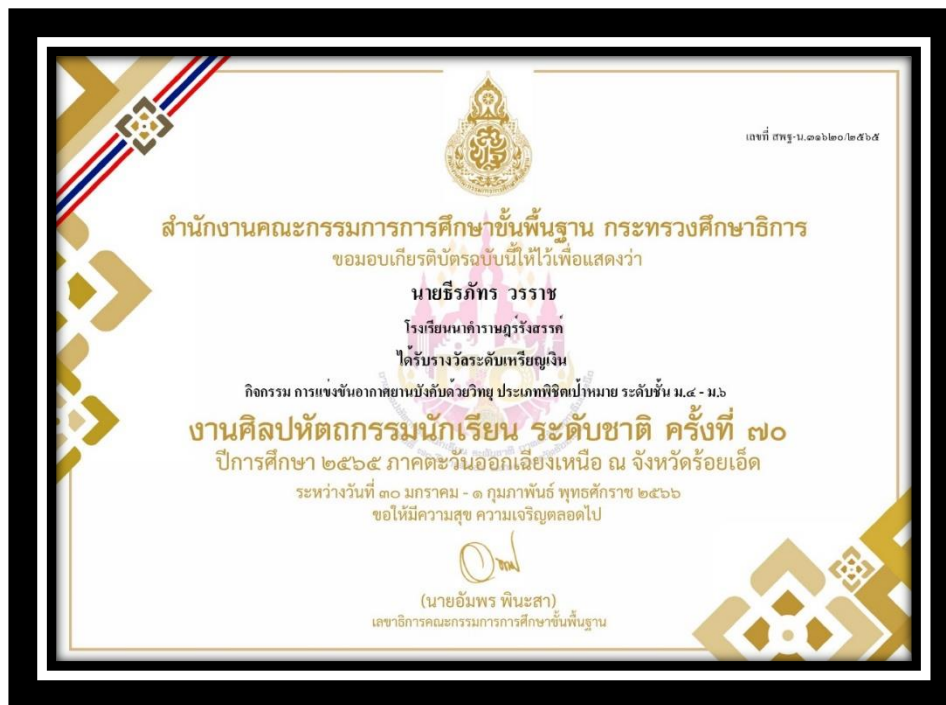 เลขที่ สพฐ-น.๓๑๖๒๐/๒๕๖๕
สำนักงานคณะกรรมการการศึกษาขั้นพื้นฐาน กระทรวงศึกษาธิการ
ขอมอบเกียรติบัตรฉบับนี้ให้ไว้เพื่อแสดงว่า
นายธีรภัทร วรราช
โรงเรียนนาคำราษฎร์รังสรรค์
ได้รับรางวัลระดับเหรียญเงิน
กิจกรรม การแข่งขันอากาศยานบังคับด้วยวิทยุ ประเภทพิชิตเป้าหมาย ระดับชั้น ม.๔ - ม.๖
งานศิลปหัตถกรรมนักเรียน ระดับชาติ ครั้งที่ ๗๐
ปีการศึกษา ๒๕๖๕ ภาคตะวันออกเฉียงเหนือ ณ จังหวัดร้อยเอ็ด
ระหว่างวันที่ ๓๐ มกราคม - ๑ กุมภาพันธ์ พุทธศักราช ๒๕๖๖
ขอให้มีความสุข ความเจริญตลอดไป
(นายอัมพร พินะสา)
เลขาธิการคณะกรรมการการศึกษาขั้นพื้นฐาน